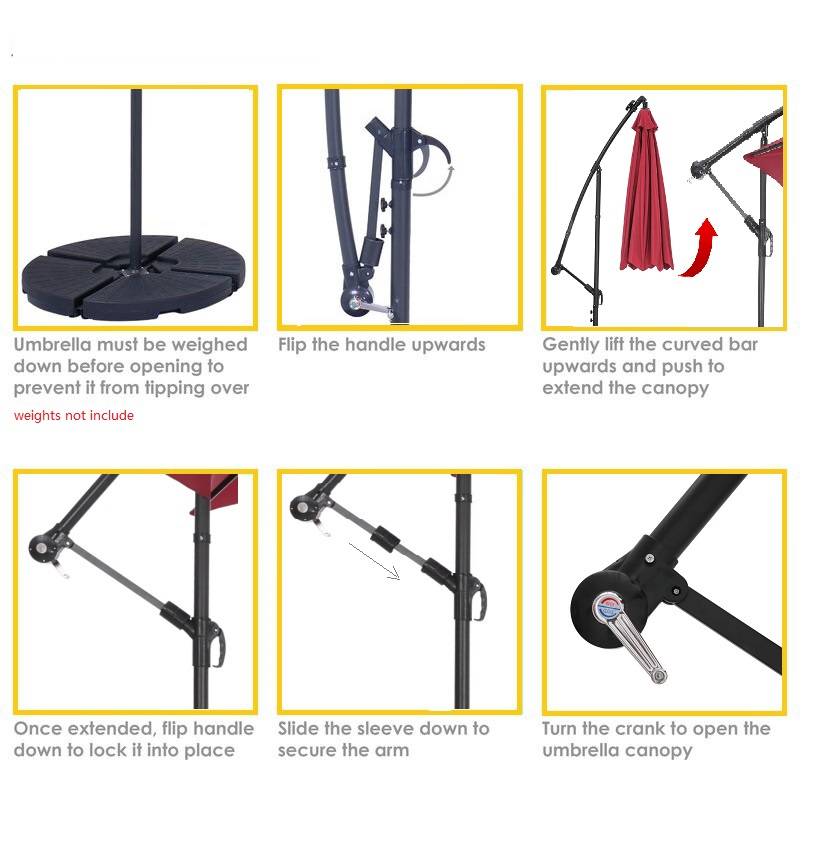 Umbrella must be weighed
down before opening to
prevent it from tipping over
weights not include
Flip the handle upwards
Gently lift the curved bar
upwards and push to
extend the canopy
Once extended, flip handle
down to lock it into place
Slide the sleeve down to
secure the arm
Turn the crank to open the
umbrella canopy